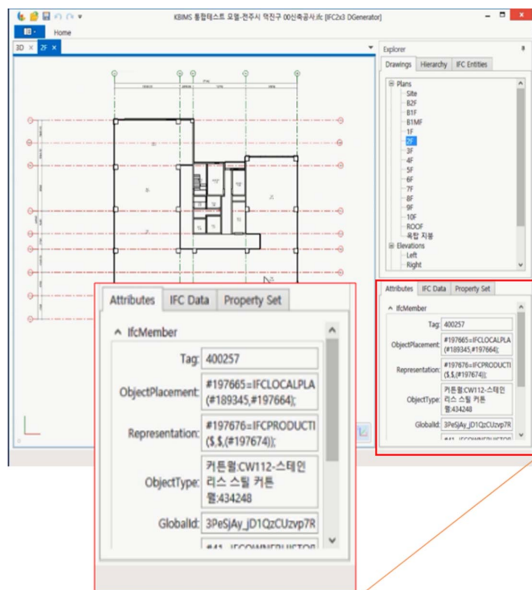 KBIMS 통합테스트 모델-전주시 덕진구 00신축공사.ifc [IFC2x3 DGenerator]
Home
3D × 2F ×
Explorer
Drawings Hierarchy IFC Entities
Plans
Site
B2F
B1F
B1MF
1F
2F
3F
4F
5F
6F
7F
8F
9F
10F
ROOF
옥탑 지붕
Elevations
Left
Right
Attributes IFC Data Property Set
IfcMember
Tag: 400257
ObjectPlacement: #197665=IFCLOCALPLA
(#189345,#197664);
Representation: #197676=IFCPRODUCTI
($,$,(#197674));
ObjectType: 커튼월:CW112-스테인
리스 스틸 커튼
월:434248
GlobalId: 3PeSjAy_jD1QzCUzvp7R
Attributes IFC Data Property Set
IfcMember
Tag: 400257
ObjectPlacement: #197665=IFCLOCALPLA
(#189345,#197664);
Representation: #197676=IFCPRODUCTI
($,$,(#197674));
ObjectType: 커튼월:CW112-스테인
리스 스틸 커튼
월:434248
GlobalId: 3PeSjAy_jD1QzCUzvp7R